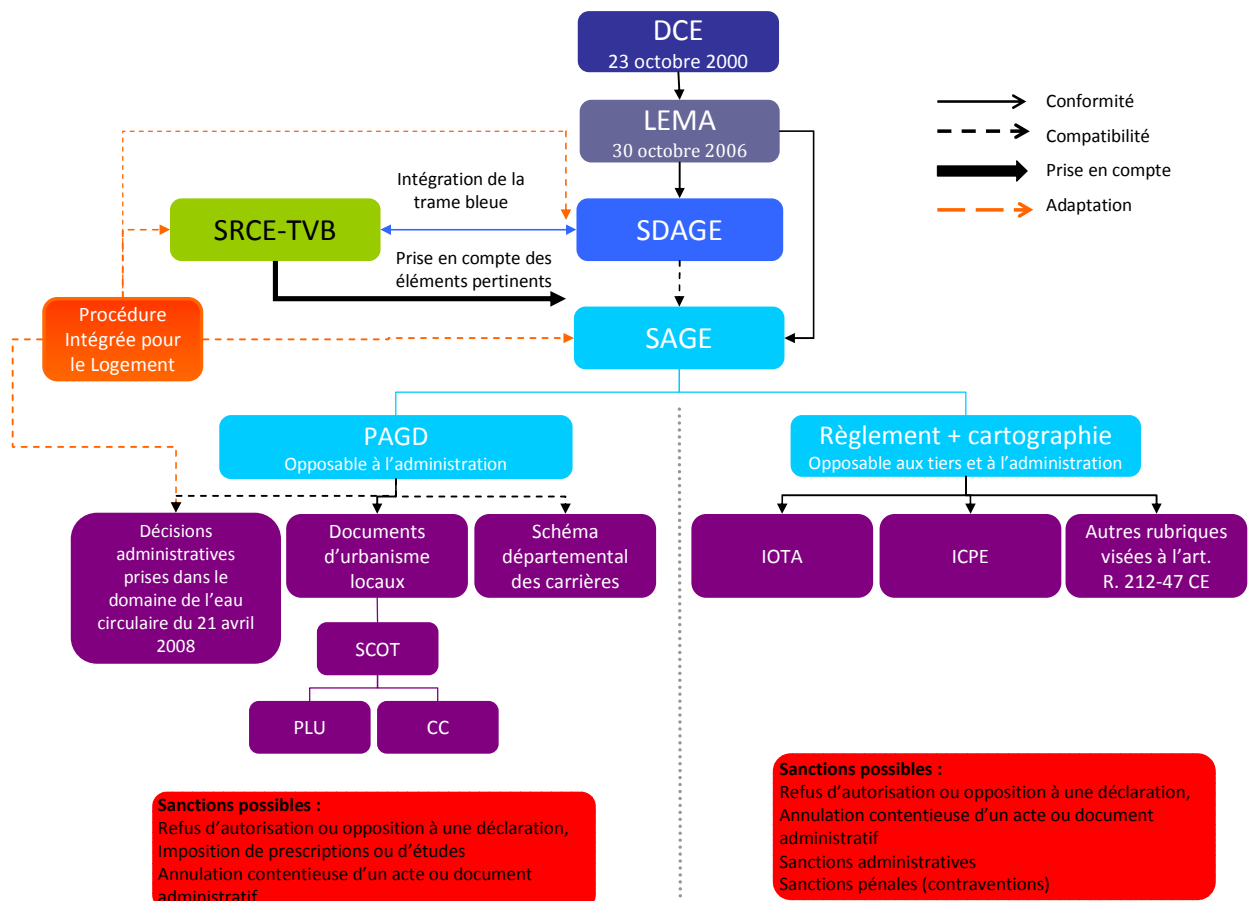 DCE
23 octobre 2000
LEMA
30 octobre 2006
Conformité
Compatibilité
Prise en compte
Adaptation
Intégration de la
trame bleue
SRCE-TVB
SDAGE
Prise en compte des
éléments pertinents
Procédure
Intégrée pour
le Logement
SAGE
PAGD
Opposable à l’administration
Règlement + cartographie
Opposable aux tiers et à l’administration
Décisions
administratives
prises dans le
domaine de l’eau
circulaire du 21 avril
2008
Documents
d’urbanisme
locaux
Schéma
départemental
des carrières
IOTA
ICPE
Autres rubriques
visées à l’art.
R. 212-47 CE
SCOT
PLU
CC
Sanctions possibles :
Refus d’autorisation ou opposition à une déclaration,
Imposition de prescriptions ou d’études
Annulation contentieuse d’un acte ou document
administratif
Sanctions possibles :
Refus d’autorisation ou opposition à une déclaration,
Annulation contentieuse d’un acte ou document
administratif
Sanctions administratives
Sanctions pénales (contraventions)